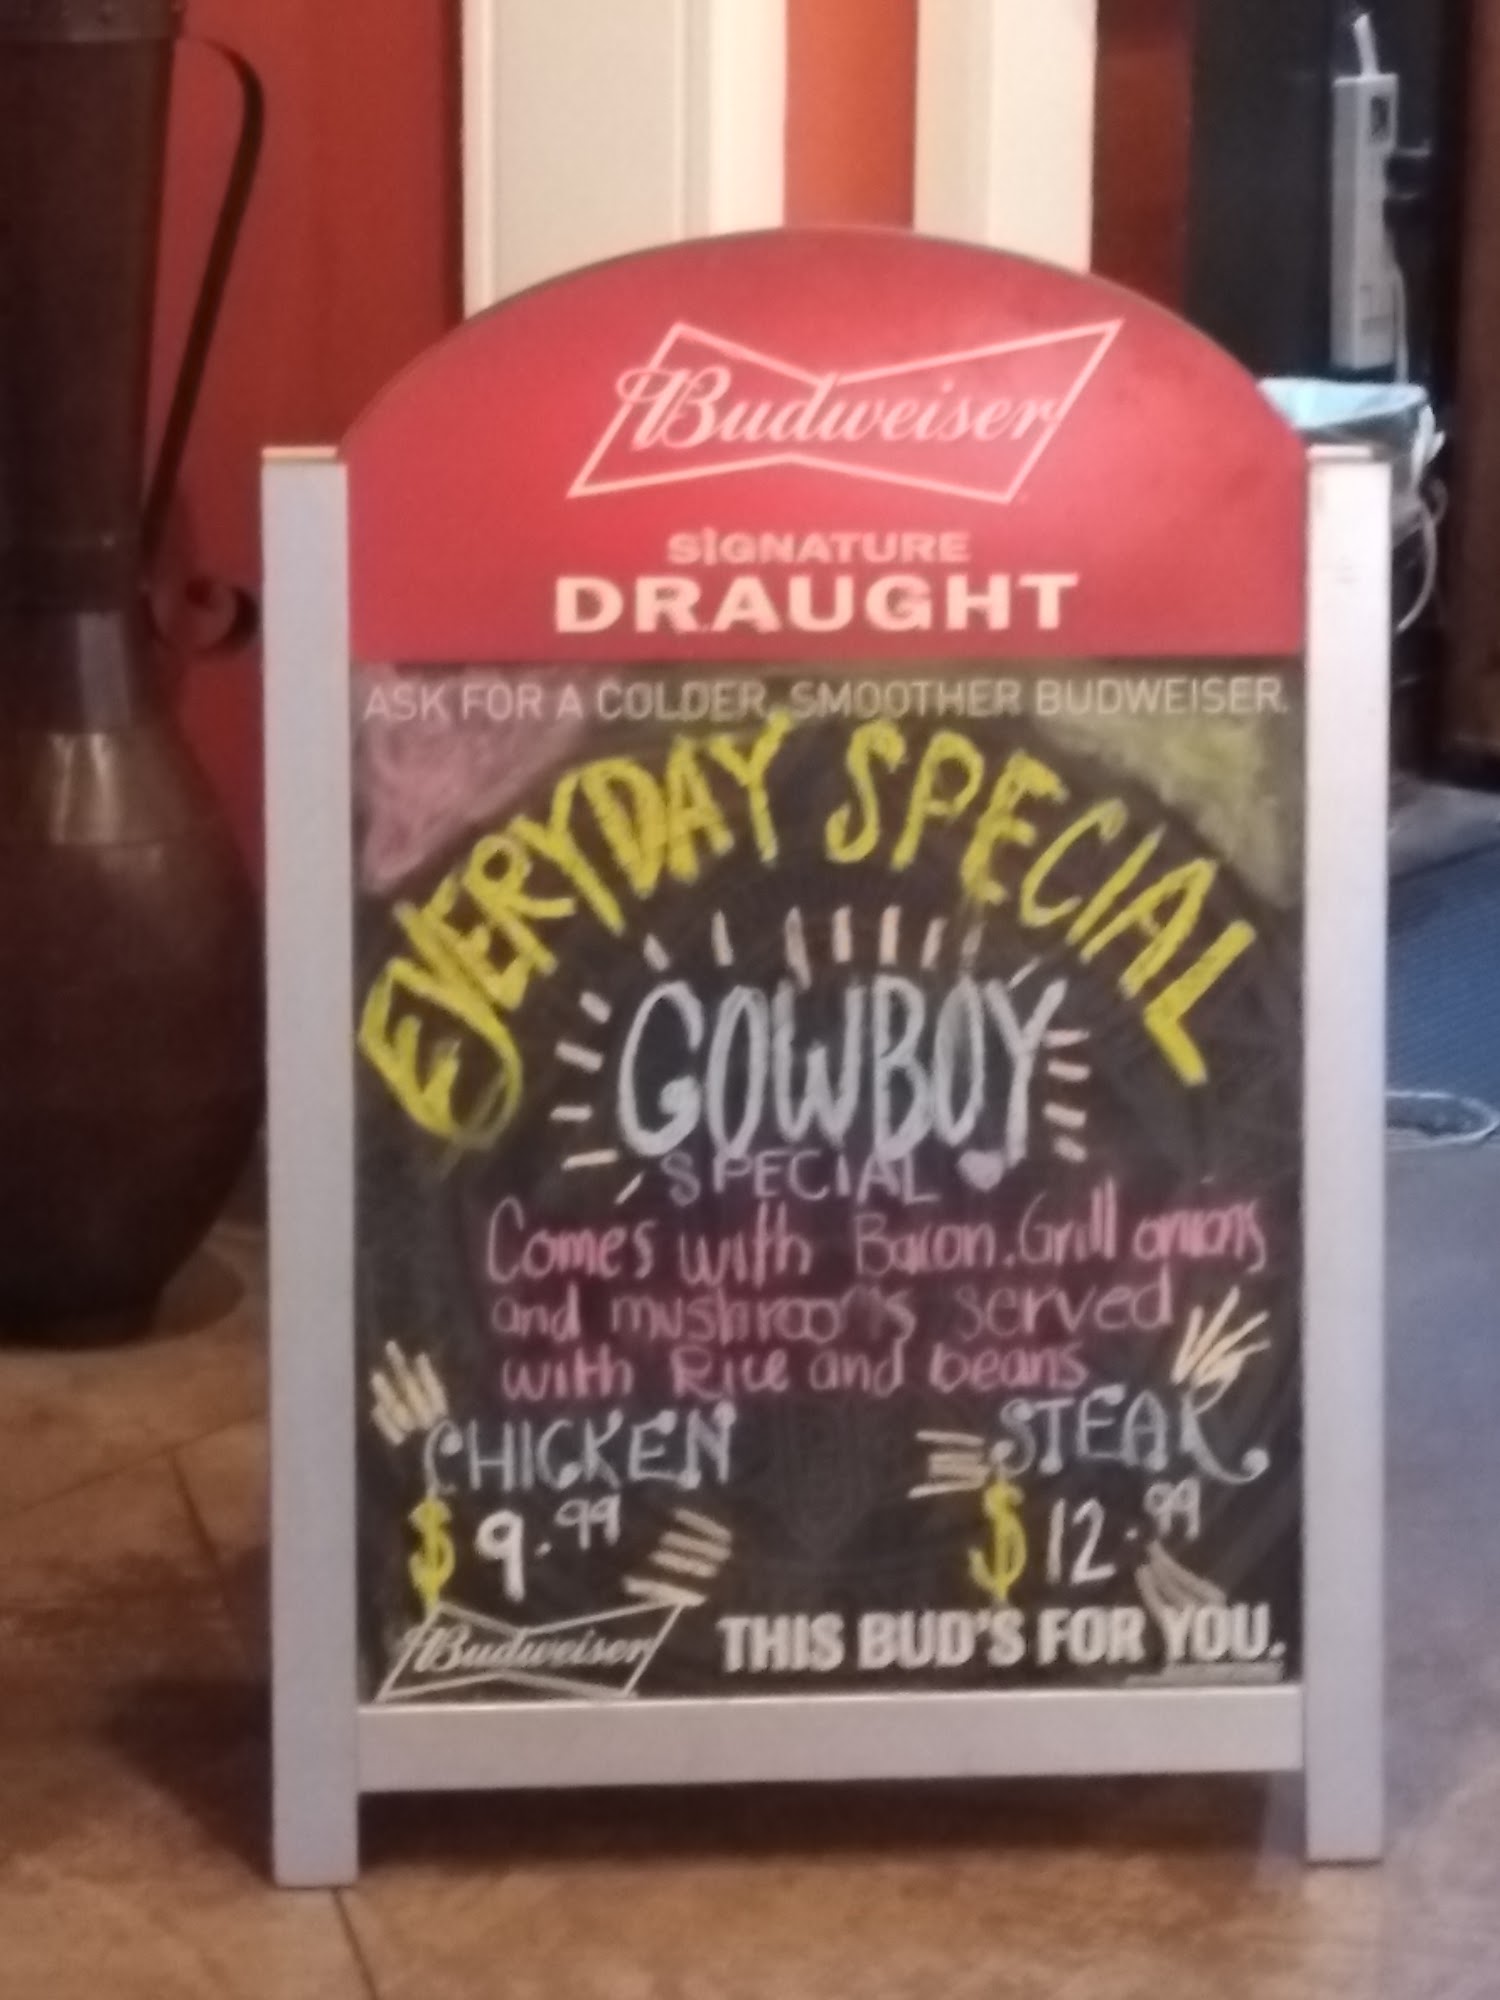 Budweiser
SIGNATURE
DRAUGHT
ASK FOR A COLDER, SMOOTHER BUDWEISER.
EVERYDAY SPECIAL
COWBOY
SPECIAL
Comes with Bacon. Grill onions
and mushrooms served
with Rice and beans
CHICKEN STEAK
$ 9.99 $ 12.99
Budweiser THIS BUD'S FOR YOU.